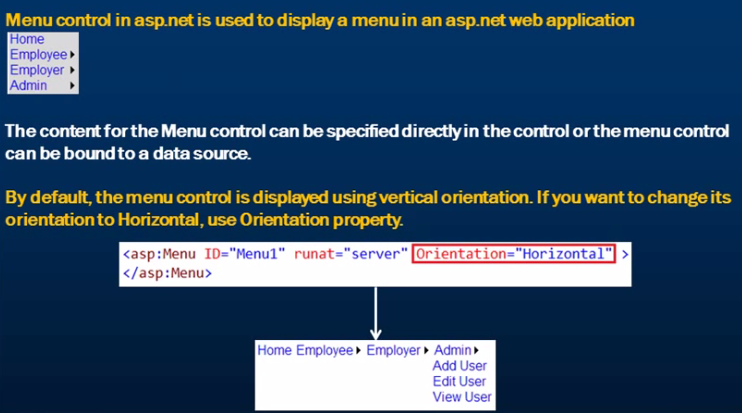 Menu control in asp.net is used to display a menu in an asp.net web application
Home
Employee
Employer
Admin
The content for the Menu control can be specified directly in the control or the menu control
can be bound to a data source.
By default, the menu control is displayed using vertical orientation. If you want to change its
orientation to Horizontal, use Orientation property.
<asp:Menu ID="Menu1" runat="server" Orientation="Horizontal" >
</asp:Menu>
Home Employee Employer Admin
Add User
Edit User
View User